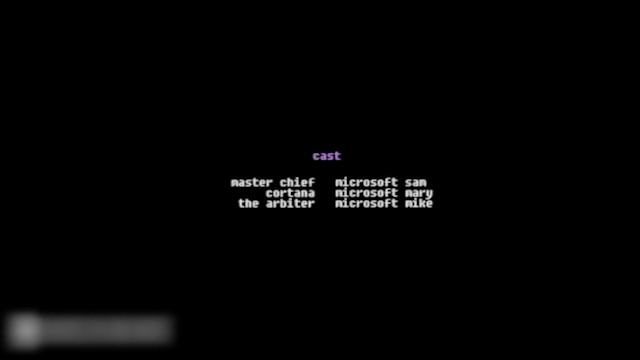 cast
master chief microsoft sam
cortana microsoft mary
the arbiter microsoft mike